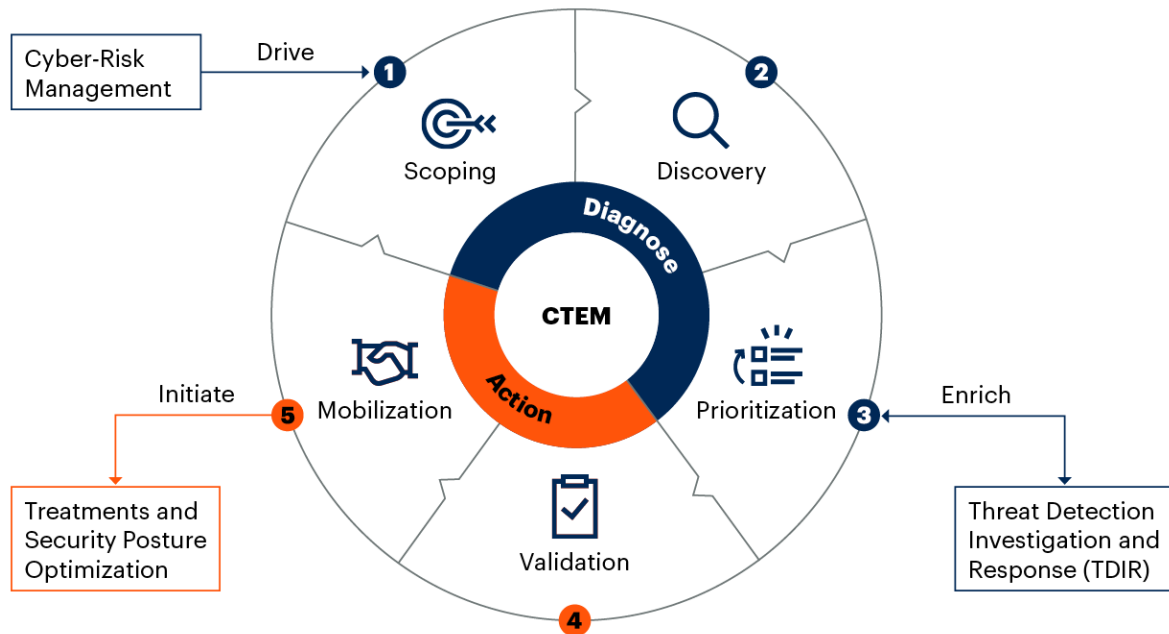 Cyber-Risk
Management
Drive
1
Scoping
2
Discovery
Diagnose
CTEM
Action
Prioritization
3
Enrich
Threat Detection
Investigation and
Response (TDIR)
Validation
4
Mobilization
5
Initiate
Treatments and
Security Posture
Optimization